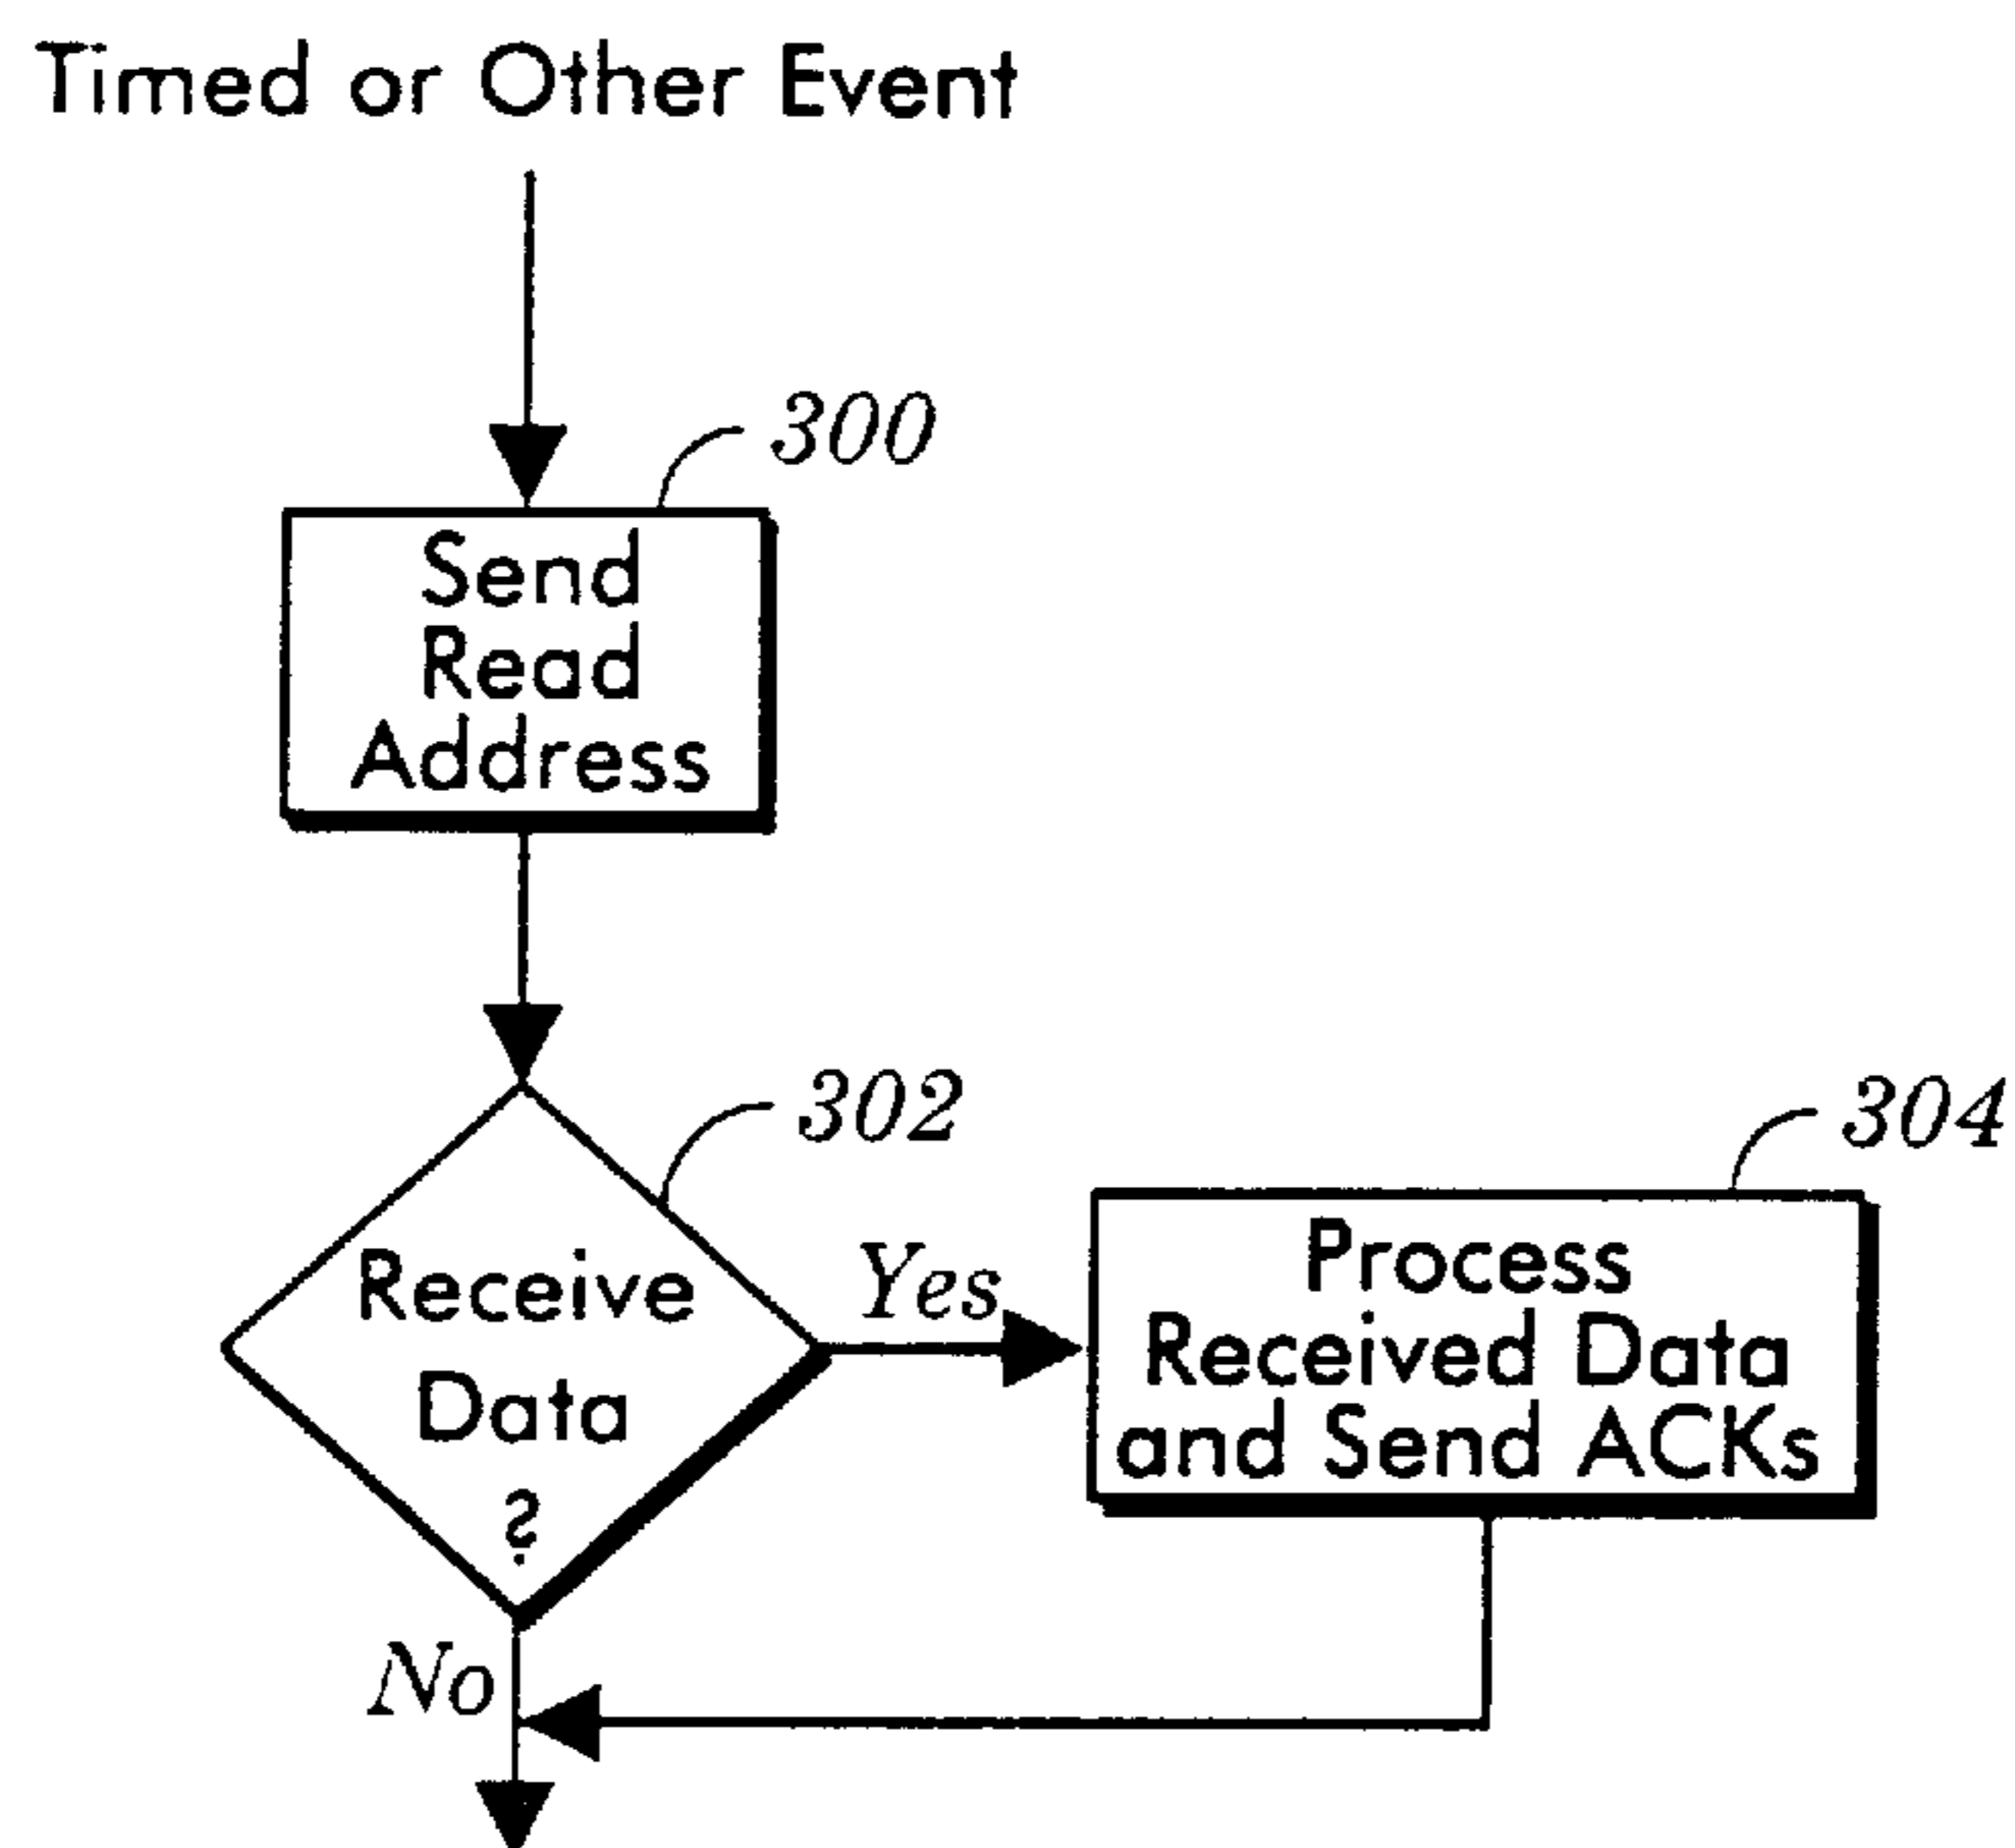 Timed or Other Event
300
Send
Read
Address
302
304
Receive
Data
?
Yes
Process
Received Data
and Send ACKs
No